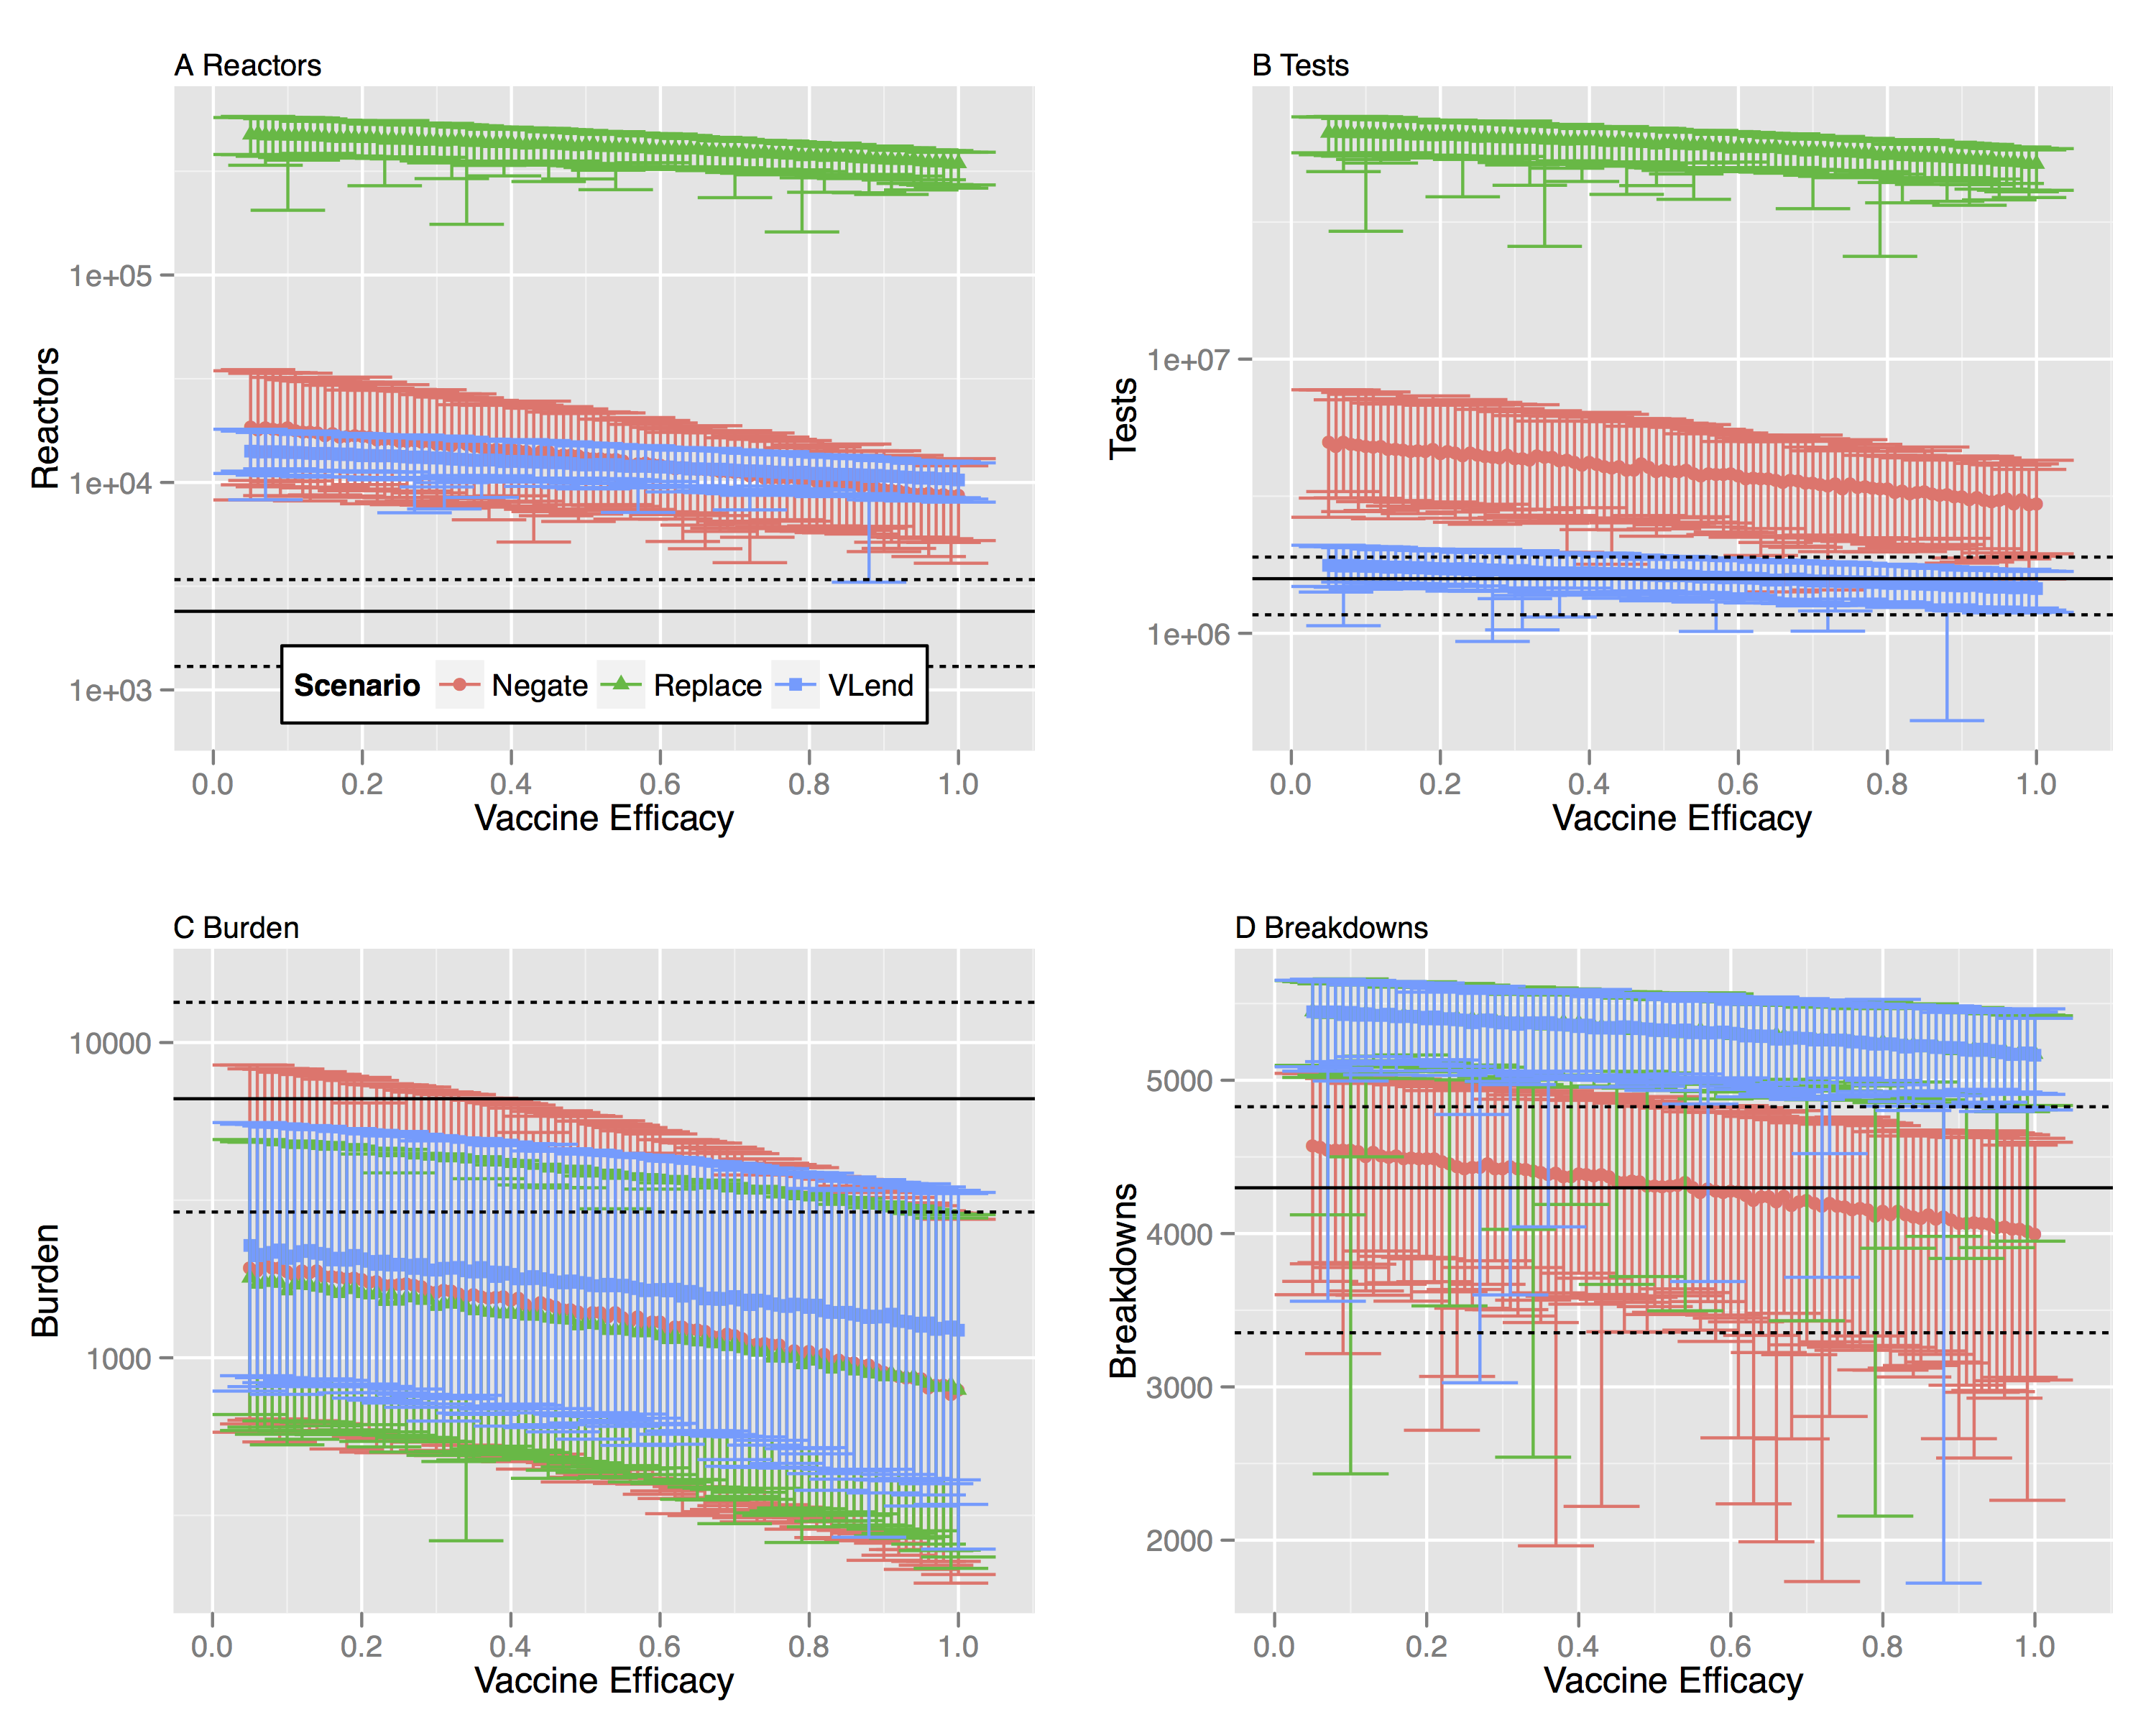 A Reactors
Reactors
1e+05
1e+04
1e+03
Scenario Negate Replace VLend
0.0 0.2 0.4 0.6 0.8 1.0
Vaccine Efficacy
B Tests
Tests
1e+07
1e+06
0.0 0.2 0.4 0.6 0.8 1.0
Vaccine Efficacy
C Burden
Burden
10000
1000
0.0 0.2 0.4 0.6 0.8 1.0
Vaccine Efficacy
D Breakdowns
Breakdowns
5000
4000
3000
2000
0.0 0.2 0.4 0.6 0.8 1.0
Vaccine Efficacy